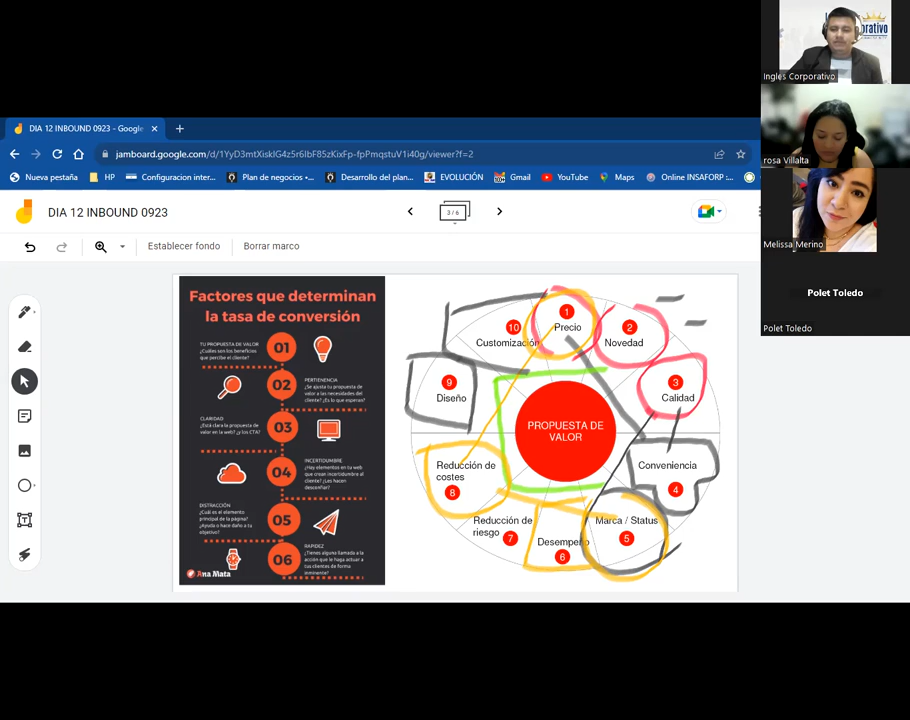 DIA 12 INBOUND 0923 - Google
jamboard.google.com/d/1YyD3mtXiskIG4z5r6IbF85zKixFp-fpPmqstuV1i40g/viewer?f=2
Nueva pestaña
HP
Configuracion inter...
Plan de negocios •...
Desarrollo del plan...
EVOLUCIÓN
Gmail
YouTube
Maps
Online INSAFORP :...
DIA 12 INBOUND 0923
3 / 6
Establecer fondo
Borrar marco
Factores que determinan
la tasa de conversión
TU PROPUESTA DE VALOR
¿Cuáles son los beneficios
que percibe el cliente?
01
02
PERTIENENCIA
¿Se ajusta tu propuesta de
valor a las necesidades del
cliente? ¿Es lo que esperan?
CLARIDAD
¿Está clara la propuesta de
valor en la web? ¿y los CTA?
03
04
INCERTIDUMBRE
¿Hay elementos en tu web
que crean incertidumbre al
cliente? ¿Les hacen
desconfiar?
DISTRACCIÓN
¿Cuál es el elemento
principal de la página?
¿Ayuda o hace daño a tu
objetivo?
05
06
RAPIDEZ
¿Tienes alguna llamada a la
acción que le haga actuar a
tus clientes de forma
inminente?
Ana Mata
1
Precio
2
Novedad
3
Calidad
Conveniencia
4
Marca / Status
5
Desempeño
6
Reducción de
riesgo
7
Reducción de
costes
8
9
Diseño
10
Customización
PROPUESTA DE
VALOR
Ingles Corporativo
rosa Villalta
Melissa Merino
Polet Toledo
Polet Toledo